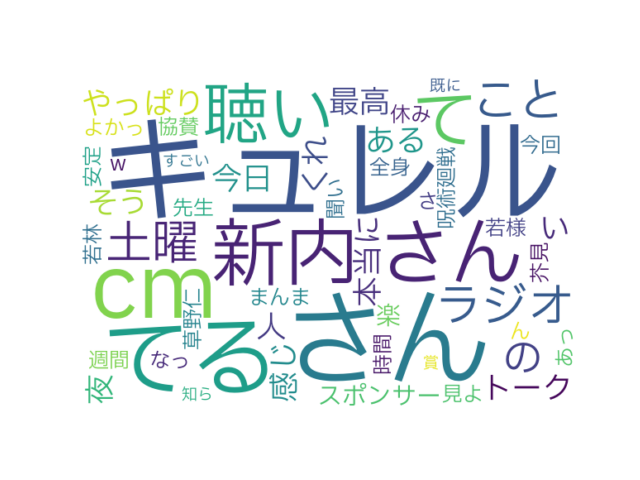 既に
やっぱり
聴い
最高
休み
て
こと
よかっ
協賛
キュレル
ある
今回
安定
w
すごい
くれ
全身
呪術廻戦
今日
聞い
そう
先生
さ
若様
若林
土曜
新内
さん
本当に
芥見
い
cm
てる
さん
ラジオ
まんま
草野仁
人
楽
ん
の
あっ
週間
なっ
感じ
時間
賞
夜
知ら
スポンサー
見よ
トーク